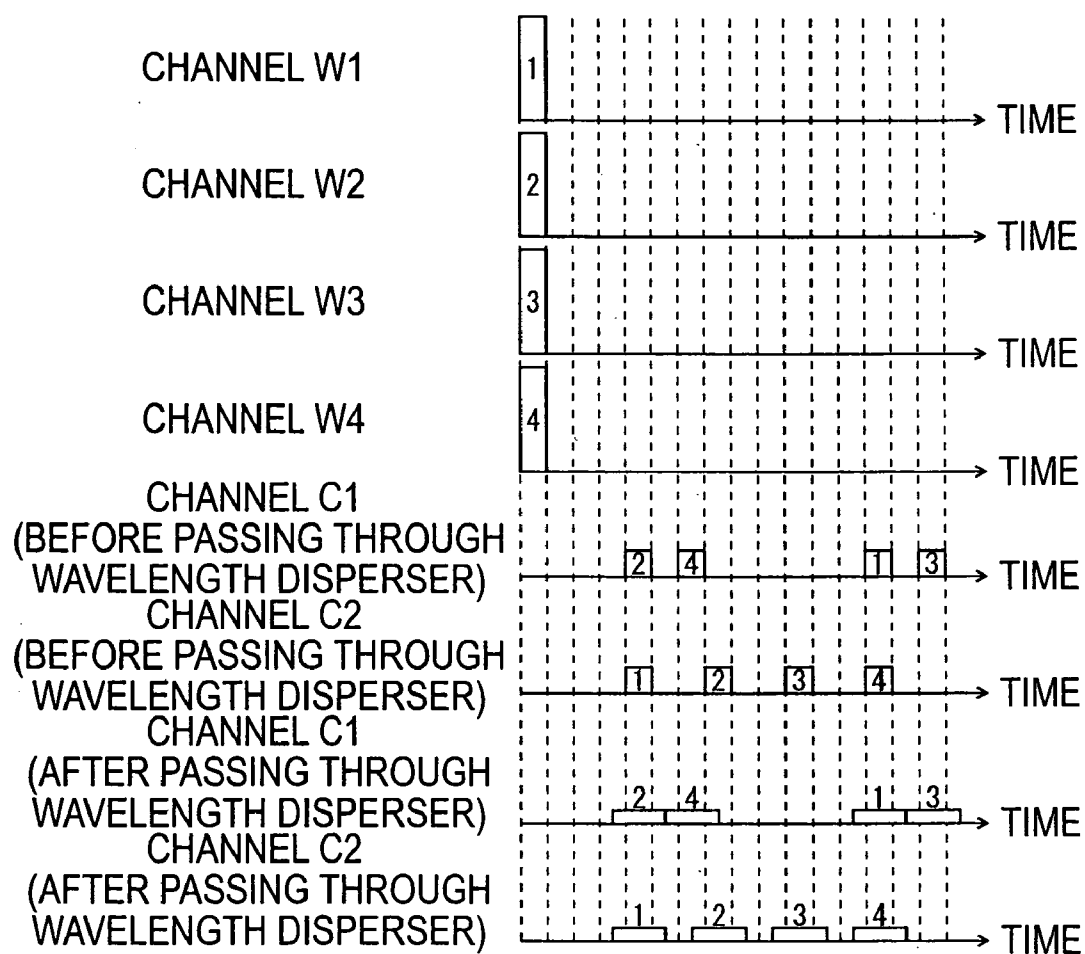 CHANNEL W1
1
TIME
CHANNEL W2
2
TIME
CHANNEL W3
3
TIME
CHANNEL W4
4
TIME
CHANNEL C1
(BEFORE PASSING THROUGH
WAVELENGTH DISPERSER)
2 4 1 3
TIME
CHANNEL C2
(BEFORE PASSING THROUGH
WAVELENGTH DISPERSER)
1 2 3 4
TIME
CHANNEL C1
(AFTER PASSING THROUGH
WAVELENGTH DISPERSER)
2 4 1 3
TIME
CHANNEL C2
(AFTER PASSING THROUGH
WAVELENGTH DISPERSER)
1 2 3 4
TIME